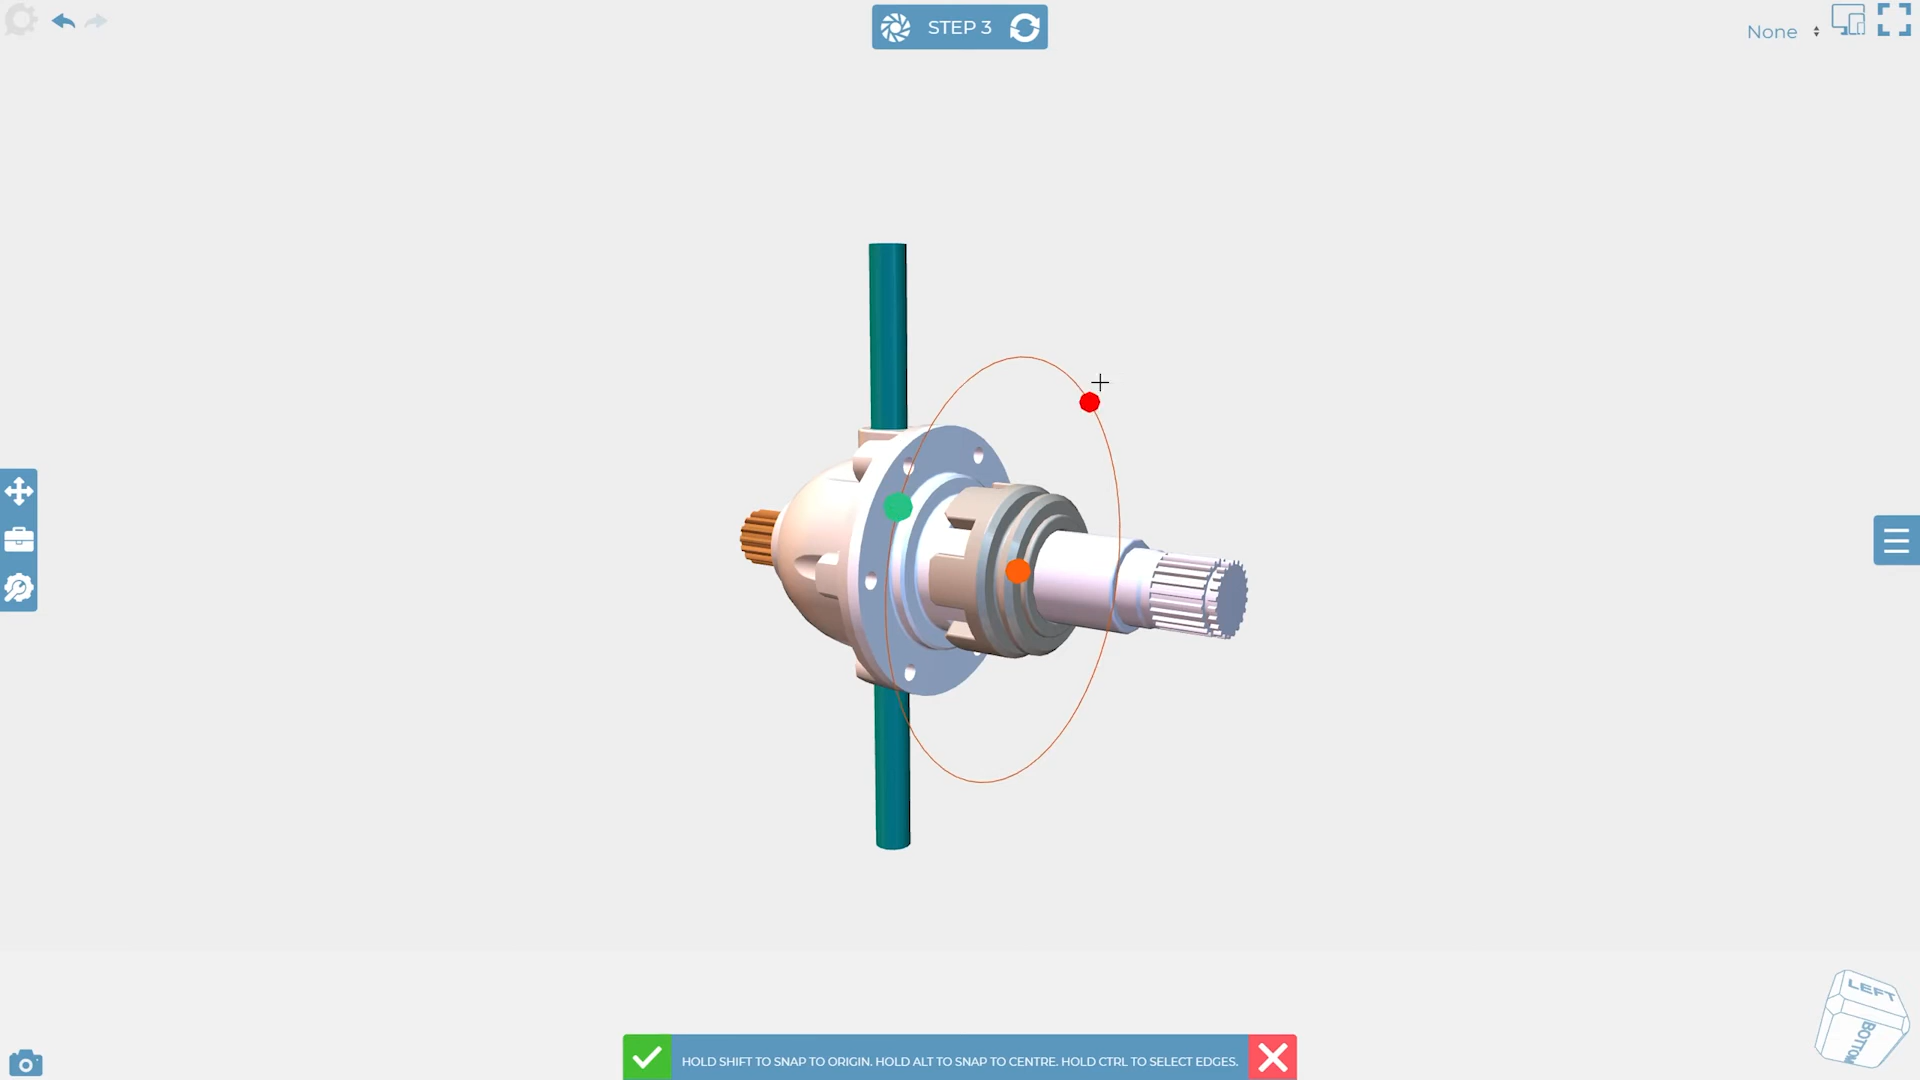 STEP 3
None
HOLD SHIFT TO SNAP TO ORIGIN. HOLD ALT TO SNAP TO CENTRE. HOLD CTRL TO SELECT EDGES.
LEFT
BOTTOM